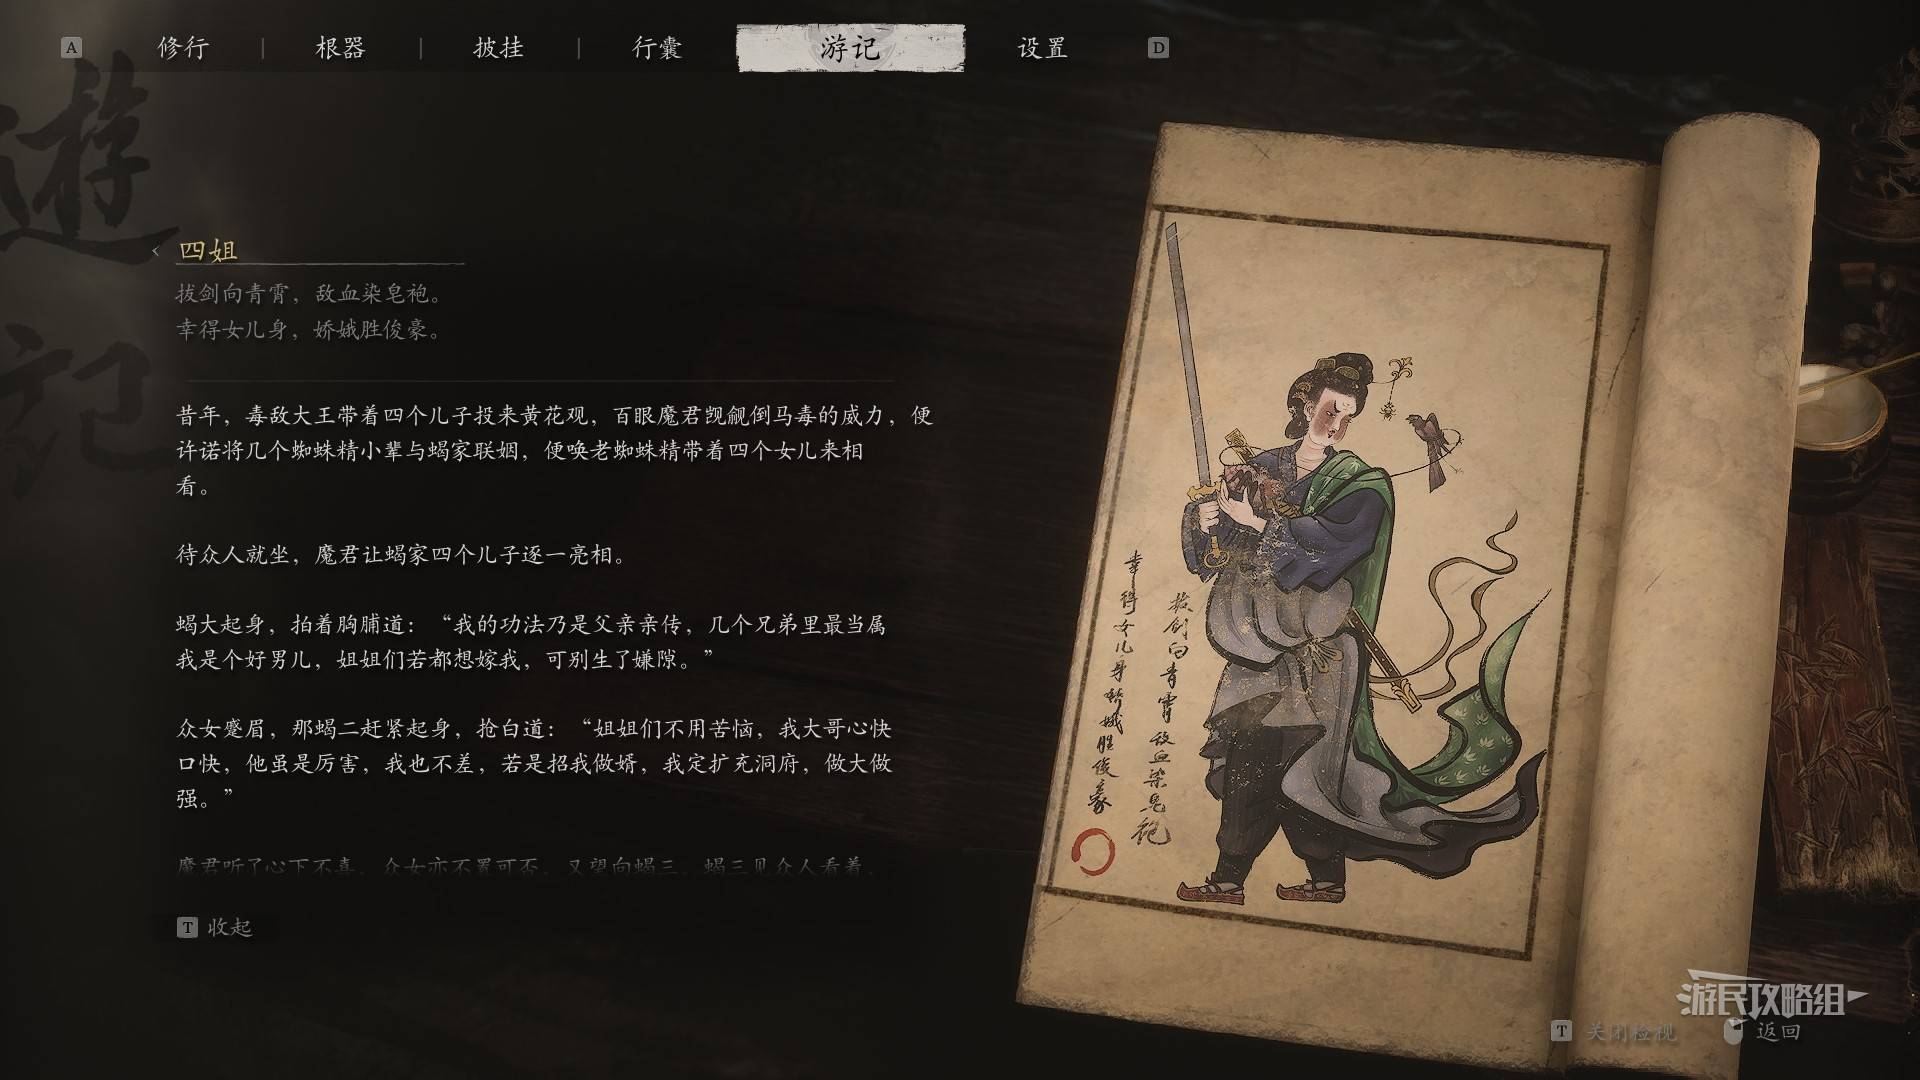 A 修行 | 根器 | 披挂 | 行囊 游记 设置 D
遊記
四姐
拔剑向青霄，敌血染皂袍。
幸得女儿身，娇娥胜俊豪。
昔年，毒敌大王带着四个儿子投来黄花观，百眼魔君觊觎倒马毒的威力，便
许诺将几个蜘蛛精小辈与蝎家联姻，便唤老蜘蛛精带着四个女儿来相
看。
待众人就坐，魔君让蝎家四个儿子逐一亮相。
蝎大起身，拍着胸脯道：“我的功法乃是父亲亲传，几个兄弟里最当属
我是个好男儿，姐姐们若都想嫁我，可别生了嫌隙。”
众女蹙眉，那蝎二赶紧起身，抢白道：“姐姐们不用苦恼，我大哥心快
口快，他虽是厉害，我也不差，若是招我做婿，我定扩充洞府，做大做
强。”
魔君听了心下不喜，众女亦不置可否，又望向蝎三，蝎三见众人看着，
T 收起
拔剑向青霄敌血染皂袍
幸得女儿身娇娥胜俊豪
游民攻略组
T 关闭检视 返回